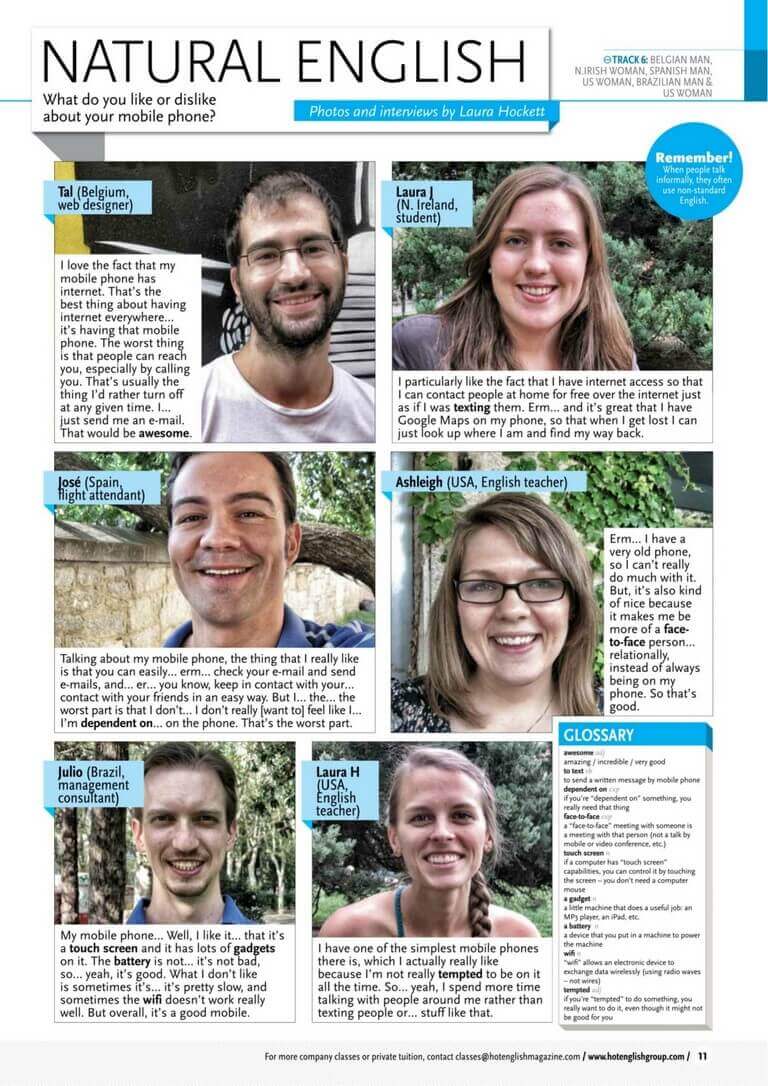 NATURAL ENGLISH
What do you like or dislike
about your mobile phone?
Photos and interviews by Laura Hockett
TRACK 6: BELGIAN MAN,
N.IRISH WOMAN, SPANISH MAN,
US WOMAN, BRAZILIAN MAN &
US WOMAN
Remember!
When people talk
informally, they often
use non-standard
English.
Tal (Belgium,
web designer)
I love the fact that my
mobile phone has
internet. That's the
best thing about having
internet everywhere...
it's having that mobile
phone. The worst thing
is that people can reach
you, especially by calling
you. That's usually the
thing I'd rather turn off
at any given time. I...
just send me an e-mail.
That would be awesome.
Laura J
(N. Ireland,
student)
I particularly like the fact that I have internet access so that
I can contact people at home for free over the internet just
as if I was texting them. Erm... and it's great that I have
Google Maps on my phone, so that when I get lost I can
just look up where I am and find my way back.
José (Spain,
flight attendant)
Talking about my mobile phone, the thing that I really like
is that you can easily... erm... check your e-mail and send
e-mails, and... er... you know, keep in contact with your...
contact with your friends in an easy way. But I... the... the
worst part is that I don't... I don't really [want to] feel like I...
I'm dependent on... on the phone. That's the worst part.
Ashleigh (USA, English teacher)
Erm... I have a
very old phone,
so I can't really
do much with it.
But, it's also kind
of nice because
it makes me be
more of a face-
to-face person...
relationally,
instead of always
being on my
phone. So that's
good.
Julio (Brazil,
management
consultant)
My mobile phone... Well, I like it... that it's
a touch screen and it has lots of gadgets
on it. The battery is not... it's not bad,
so... yeah, it's good. What I don't like
is sometimes it's... it's pretty slow, and
sometimes the wifi doesn't work really
well. But overall, it's a good mobile.
Laura H
(USA,
English
teacher)
I have one of the simplest mobile phones
there is, which I actually really like
because I'm not really tempted to be on it
all the time. So... yeah, I spend more time
talking with people around me rather than
texting people or... stuff like that.
GLOSSARY
awesome adj
amazing / incredible / very good
to text vb
to send a written message by mobile phone
dependent on exp
if you're "dependent on" something, you
really need that thing
face-to-face exp
a "face-to-face" meeting with someone is
a meeting with that person (not a talk by
mobile or video conference, etc.)
touch screen n
if a computer has "touch screen"
capabilities, you can control it by touching
the screen – you don't need a computer
mouse
a gadget n
a little machine that does a useful job: an
MP3 player, an iPad, etc.
a battery n
a device that you put in a machine to power
the machine
wifi n
"wifi" allows an electronic device to
exchange data wirelessly (using radio waves
– not wires)
tempted adj
if you're "tempted" to do something, you
really want to do it, even though it might not
be good for you
For more company classes or private tuition, contact classes@hotenglishmagazine.com / www.hotenglishgroup.com / 11